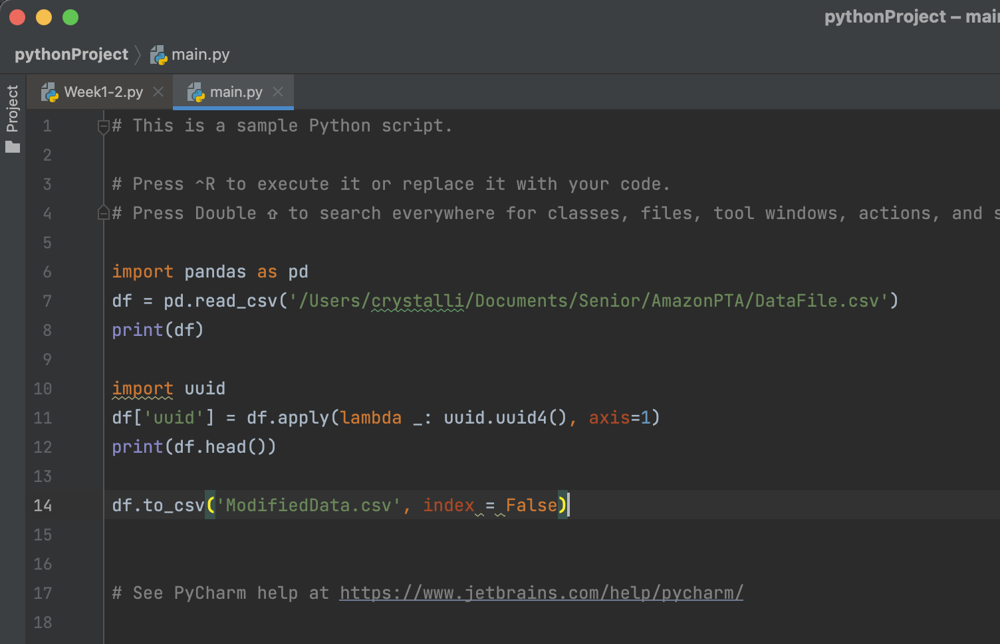 pythonProject – mai
pythonProject main.py
Project
Week1-2.py main.py
1 # This is a sample Python script.
2
3 # Press ^R to execute it or replace it with your code.
4 # Press Double ⇧ to search everywhere for classes, files, tool windows, actions, and s
5
6 import pandas as pd
7 df = pd.read_csv('/Users/crystalli/Documents/Senior/AmazonPTA/DataFile.csv')
8 print(df)
9
10 import uuid
11 df['uuid'] = df.apply(lambda _: uuid.uuid4(), axis=1)
12 print(df.head())
13
14 df.to_csv('ModifiedData.csv', index = False)
15
16
17 # See PyCharm help at https://www.jetbrains.com/help/pycharm/
18